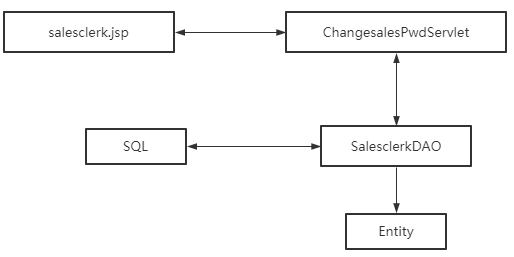 salesclerk.jsp
ChangesalesPwdServlet
SQL
SalesclerkDAO
Entity